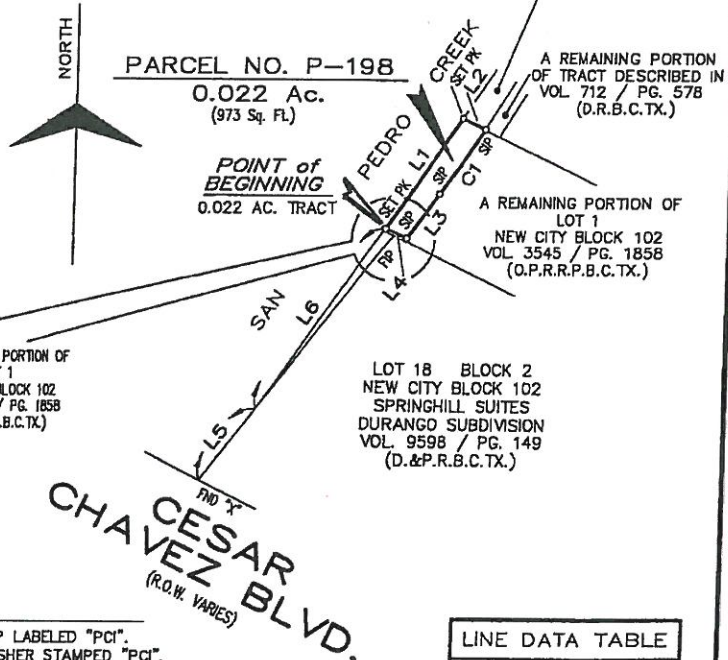 NORTH
PARCEL NO. P-198
0.022 Ac.
(973 Sq. Ft.)
POINT of
BEGINNING
0.022 AC. TRACT
SAN PEDRO CREEK
SET PK
L2
L1
SIP
C1
SET PK
SIP
L3
FIP
L4
L6
L5
FND "X"
A REMAINING PORTION
OF TRACT DESCRIBED IN
VOL 712 / PG. 578
(D.R.B.C.TX.)
A REMAINING PORTION OF
LOT 1
NEW CITY BLOCK 102
VOL 3545 / PG. 1858
(O.P.R.R.P.B.C.TX.)
PORTION OF
1
LOCK 102
/ PG. 1858
.B.C.TX.)
LOT 18 BLOCK 2
NEW CITY BLOCK 102
SPRINGHILL SUITES
DURANGO SUBDIVISION
VOL. 9598 / PG. 149
(D.&P.R.B.C.TX.)
CESAR
CHAVEZ BLVD.
(R.O.W. VARIES)
P LABELED "PCI".
SHER STAMPED "PCI".
LINE DATA TABLE